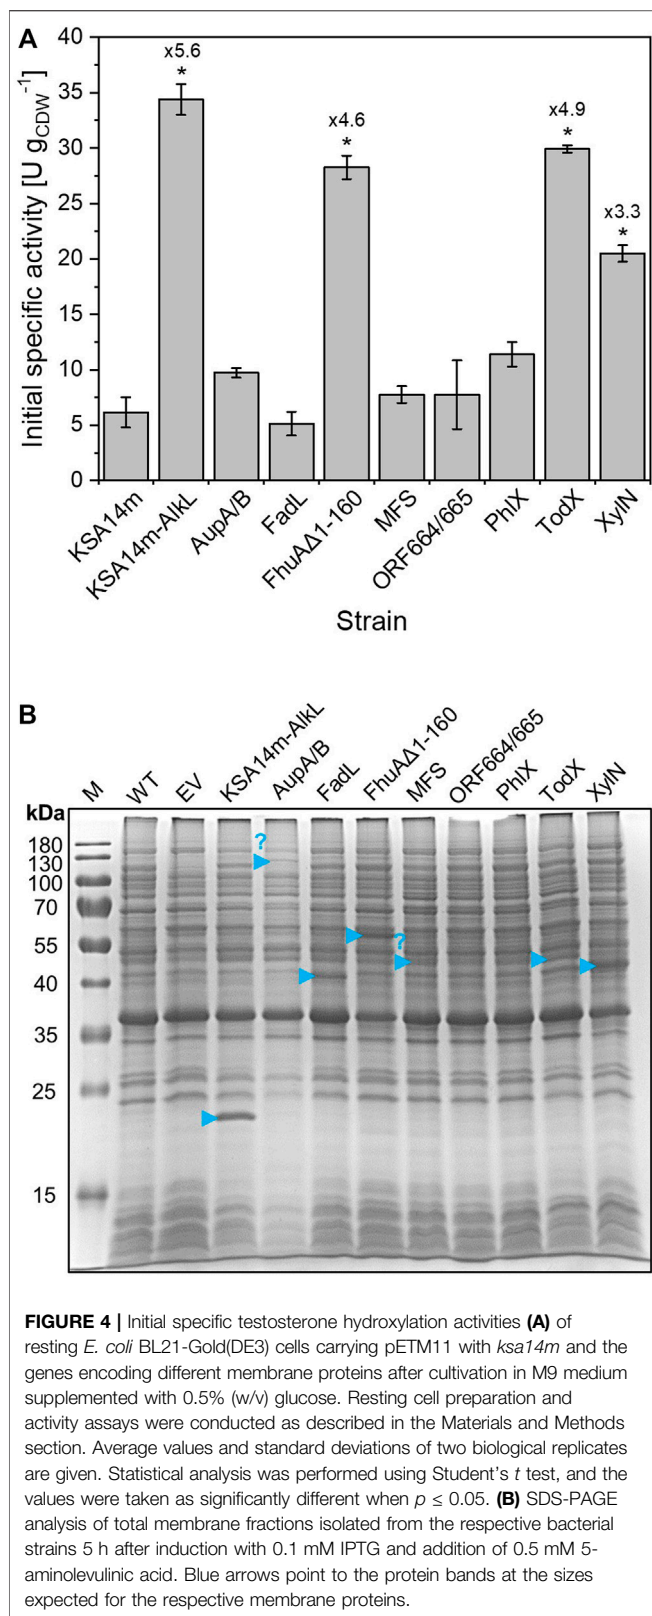 A
Initial specific activity [U gCDW-1]
40
35
30
25
20
15
10
5
0
x5.6
*
x4.6
*
x4.9
*
x3.3
*
KSA14m
KSA14m-AlkL
AupA/B
FadL
FhuAΔ1-160
MFS
ORF664/665
PhlX
TodX
XylN
Strain
B
kDa
M
WT
EV
KSA14m-AlkL
AupA/B
FadL
FhuAΔ1-160
MFS
ORF664/665
PhlX
TodX
XylN
180
130
100
70
55
40
35
25
15
?
?
FIGURE 4 | Initial specific testosterone hydroxylation activities (A) of
resting E. coli BL21-Gold(DE3) cells carrying pETM11 with ksa14m and the
genes encoding different membrane proteins after cultivation in M9 medium
supplemented with 0.5% (w/v) glucose. Resting cell preparation and
activity assays were conducted as described in the Materials and Methods
section. Average values and standard deviations of two biological replicates
are given. Statistical analysis was performed using Student's t test, and the
values were taken as significantly different when p ≤ 0.05. (B) SDS-PAGE
analysis of total membrane fractions isolated from the respective bacterial
strains 5 h after induction with 0.1 mM IPTG and addition of 0.5 mM 5-
aminolevulinic acid. Blue arrows point to the protein bands at the sizes
expected for the respective membrane proteins.